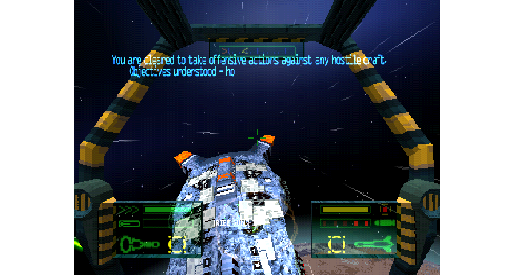 You are cleared to take offensive actions against any hostile craft.
Objectives understood - ho